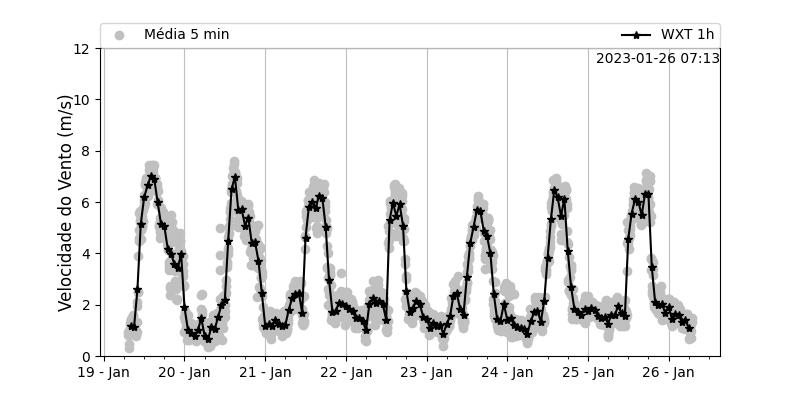 Média 5 min
WXT 1h
2023-01-26 07:13
Velocidade do Vento (m/s)
12
10
8
6
4
2
0
19 - Jan
20 - Jan
21 - Jan
22 - Jan
23 - Jan
24 - Jan
25 - Jan
26 - Jan